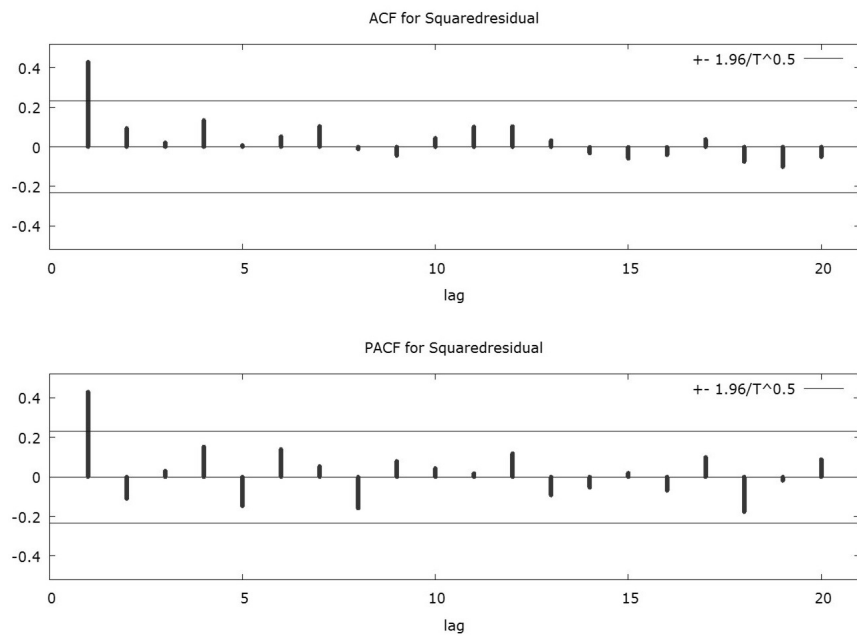 ACF for Squaredresidual
+- 1.96/T^0.5
0.4
0.2
0
-0.2
-0.4
0 5 10 15 20
lag
PACF for Squaredresidual
+- 1.96/T^0.5
0.4
0.2
0
-0.2
-0.4
0 5 10 15 20
lag